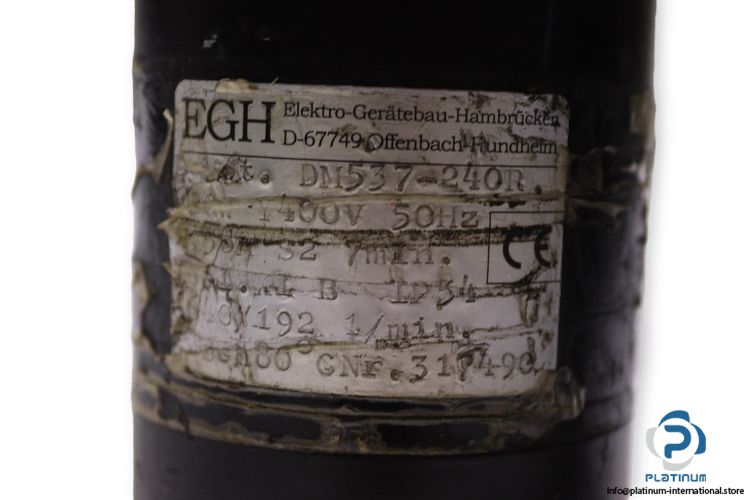 EGH Elektro-Gerätebau-Hambrücken
D-67749 Offenbach-Hundheim
DM537-240R.
1400V 50Hz
S2 7min.
B IP54
192 1/min.
GNr.317490
CE
PLATINUM
Info@platinum-international.store